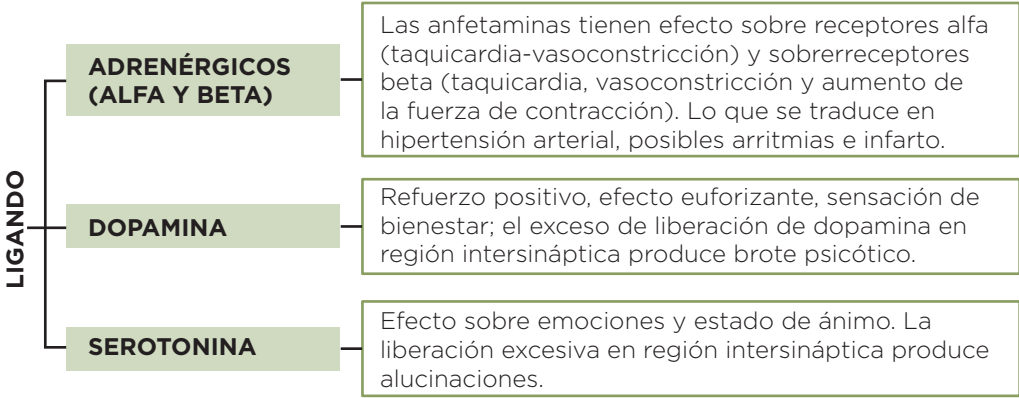 LIGANDO
ADRENÉRGICOS
(ALFA Y BETA)
Las anfetaminas tienen efecto sobre receptores alfa
(taquicardia-vasoconstricción) y sobrerreceptores
beta (taquicardia, vasoconstricción y aumento de
la fuerza de contracción). Lo que se traduce en
hipertensión arterial, posibles arritmias e infarto.
DOPAMINA
Refuerzo positivo, efecto euforizante, sensación de
bienestar; el exceso de liberación de dopamina en
región intersináptica produce brote psicótico.
SEROTONINA
Efecto sobre emociones y estado de ánimo. La
liberación excesiva en región intersináptica produce
alucinaciones.